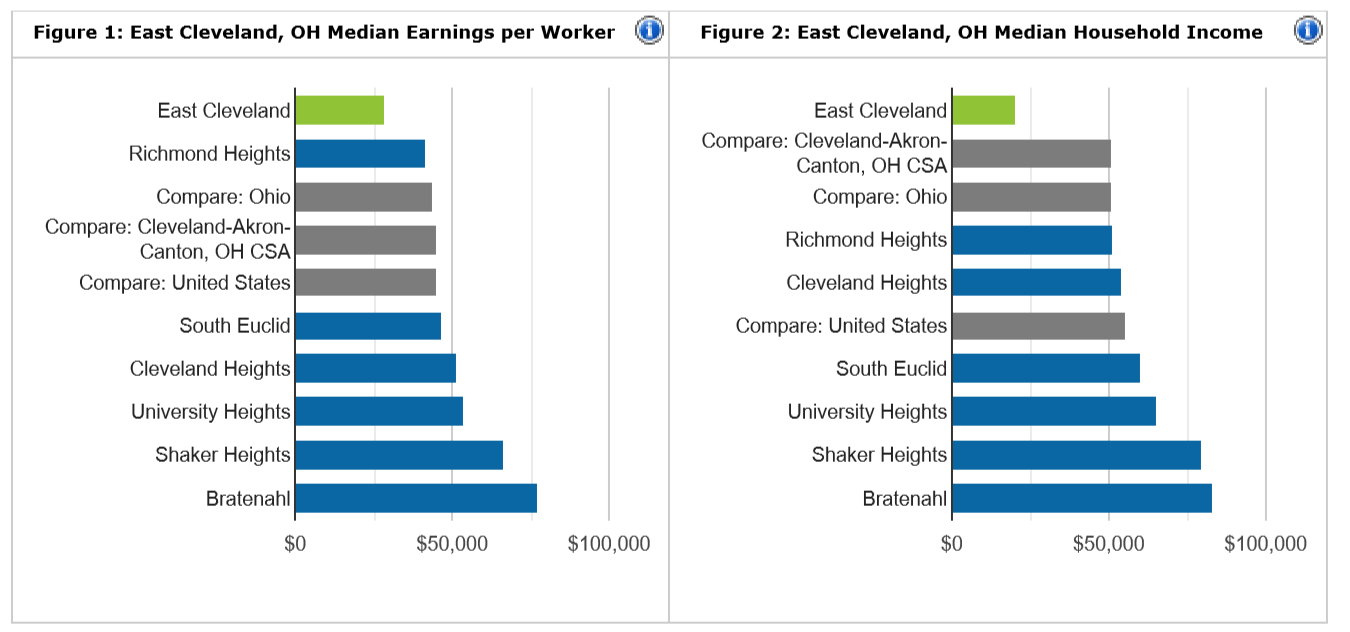 Figure 1: East Cleveland, OH Median Earnings per Worker
East Cleveland
Richmond Heights
Compare: Ohio
Compare: Cleveland-Akron-
Canton, OH CSA
Compare: United States
South Euclid
Cleveland Heights
University Heights
Shaker Heights
Bratenahl
$0
$50,000
$100,000
Figure 2: East Cleveland, OH Median Household Income
East Cleveland
Compare: Cleveland-Akron-
Canton, OH CSA
Compare: Ohio
Richmond Heights
Cleveland Heights
Compare: United States
South Euclid
University Heights
Shaker Heights
Bratenahl
$0
$50,000
$100,000